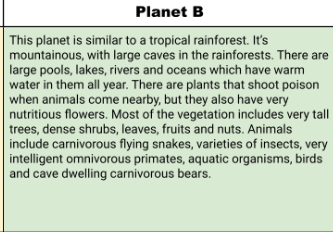 Planet B
This planet is similar to a tropical rainforest. It's
mountainous, with large caves in the rainforests. There are
large pools, lakes, rivers and oceans which have warm
water in them all year. There are plants that shoot poison
when animals come nearby, but they also have very
nutritious flowers. Most of the vegetation includes very tall
trees, dense shrubs, leaves, fruits and nuts. Animals
include carnivorous flying snakes, varieties of insects, very
intelligent omnivorous primates, aquatic organisms, birds
and cave dwelling carnivorous bears.